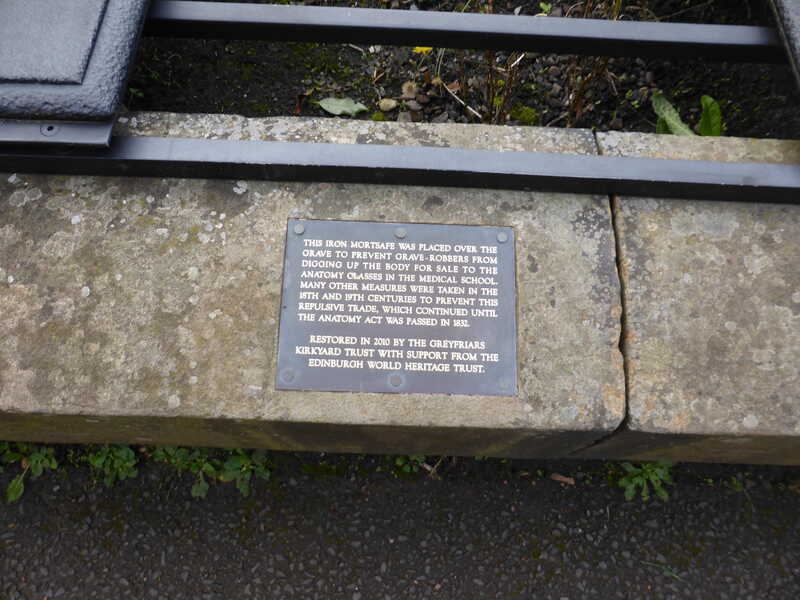 THIS IRON MORTSAFE WAS PLACED OVER THE
GRAVE TO PREVENT GRAVE-ROBBERS FROM
DIGGING UP THE BODY FOR SALE TO THE
ANATOMY CLASSES IN THE MEDICAL SCHOOL.
MANY OTHER MEASURES WERE TAKEN IN THE
18TH AND 19TH CENTURIES TO PREVENT THIS
REPULSIVE TRADE, WHICH CONTINUED UNTIL
THE ANATOMY ACT WAS PASSED IN 1832.
RESTORED IN 2010 BY THE GREYFRIARS
KIRKYARD TRUST WITH SUPPORT FROM THE
EDINBURGH WORLD HERITAGE TRUST.